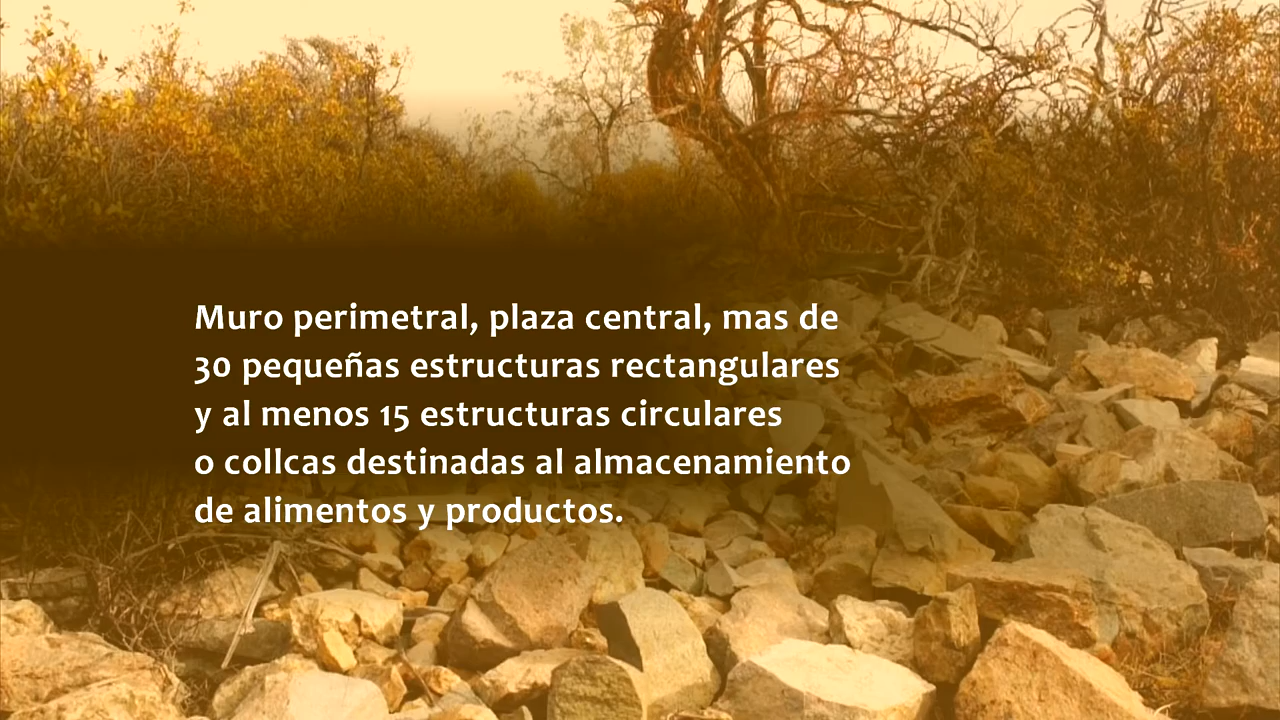 Muro perimetral, plaza central, mas de
30 pequeñas estructuras rectangulares
y al menos 15 estructuras circulares
o collcas destinadas al almacenamiento
de alimentos y productos.